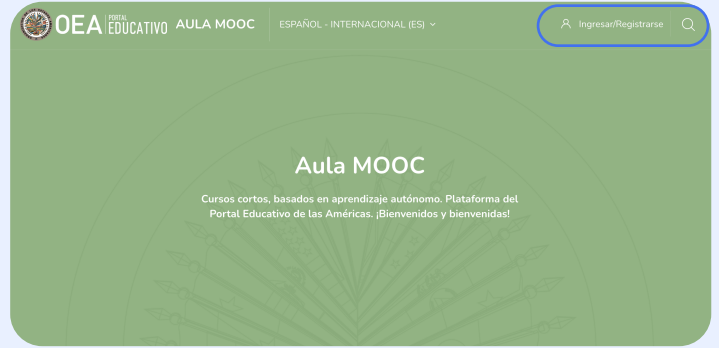 OEA PORTAL EDUCATIVO AULA MOOC ESPAÑOL - INTERNACIONAL (ES) Ingresar/Registrarse
Aula MOOC
Cursos cortos, basados en aprendizaje autónomo. Plataforma del
Portal Educativo de las Américas. ¡Bienvenidos y bienvenidas!